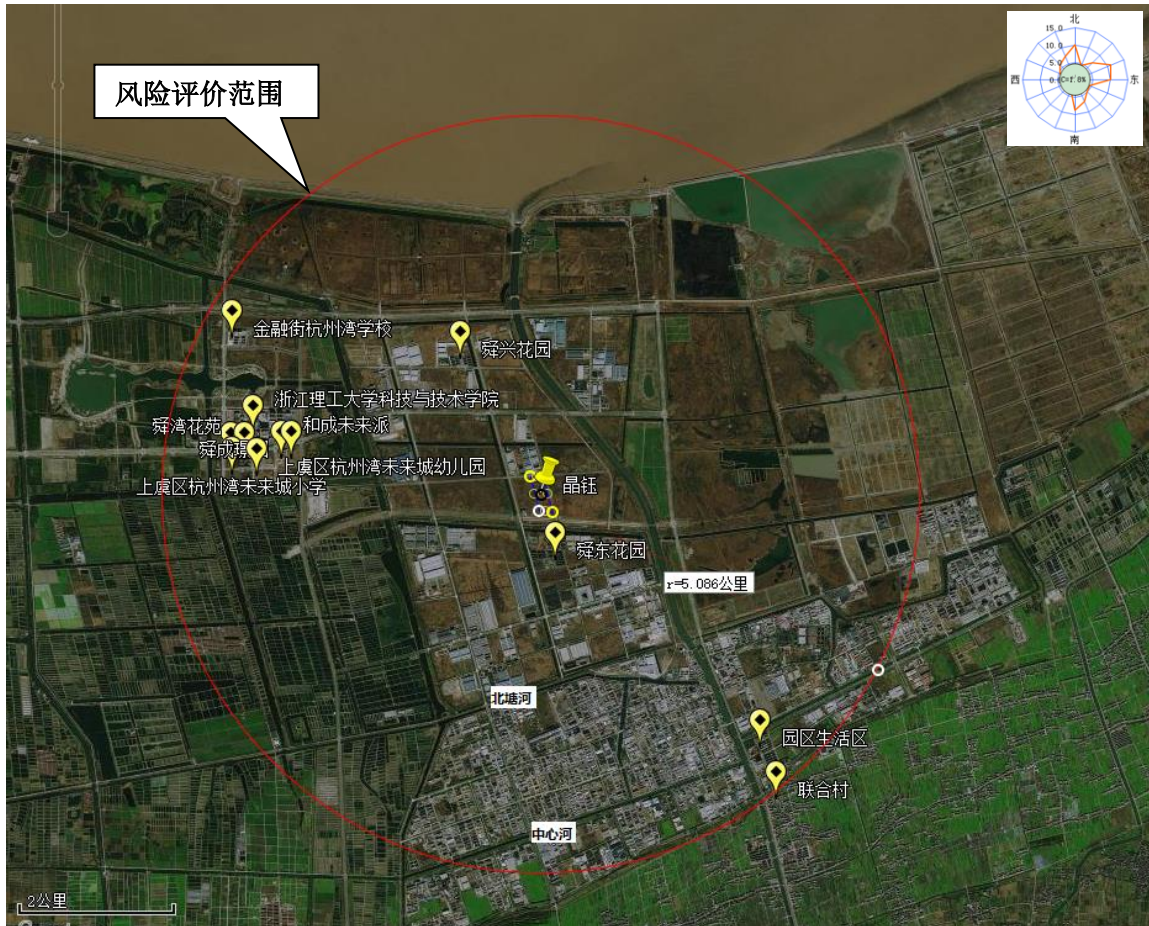 北
15.0
10.0
5.0
0
C=1.8%
西
东
南
风险评价范围
金融街杭州湾学校
舜兴花园
浙江理工大学科技与技术学院
舜湾花苑
和成未来派
上虞区杭州湾未来城幼儿园
上虞区杭州湾未来城小学
晶钰
舜东花园
r=5.086公里
北塘河
园区生活区
联合村
中心河
2公里